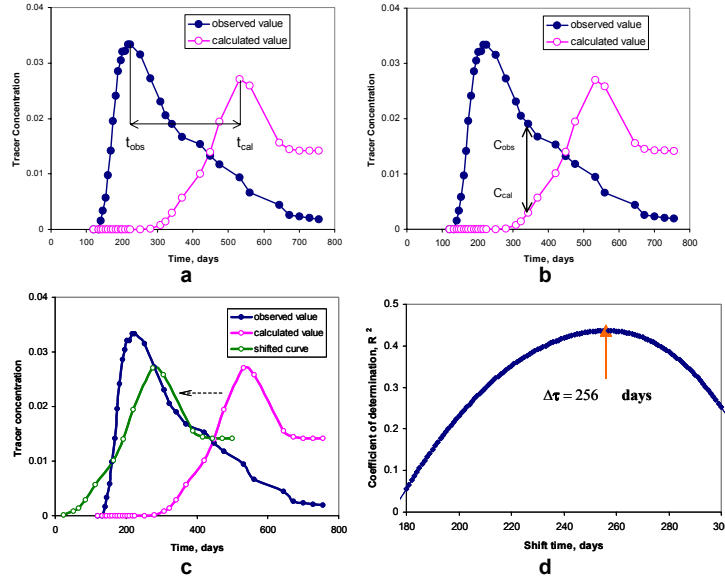 0.04
0.03
0.02
0.01
0
0 100 200 300 400 500 600 700 800
Tracer Concentration
Time, days
observed value
calculated value
t_obs
t_cal
a
0.04
0.03
0.02
0.01
0
0 100 200 300 400 500 600 700 800
Tracer Concentration
Time, days
observed value
calculated value
C_obs
C_cal
b
0.04
0.03
0.01
0
0 200 400 600 800
Tracer concentration
Time, days
observed value
calculated value
shifted curve
c
0.5
0.4
0.3
0.2
0.1
0
180 200 220 240 260 280 300
Coefficient of determination, R ²
Shift time, days
Δτ = 256 days
d